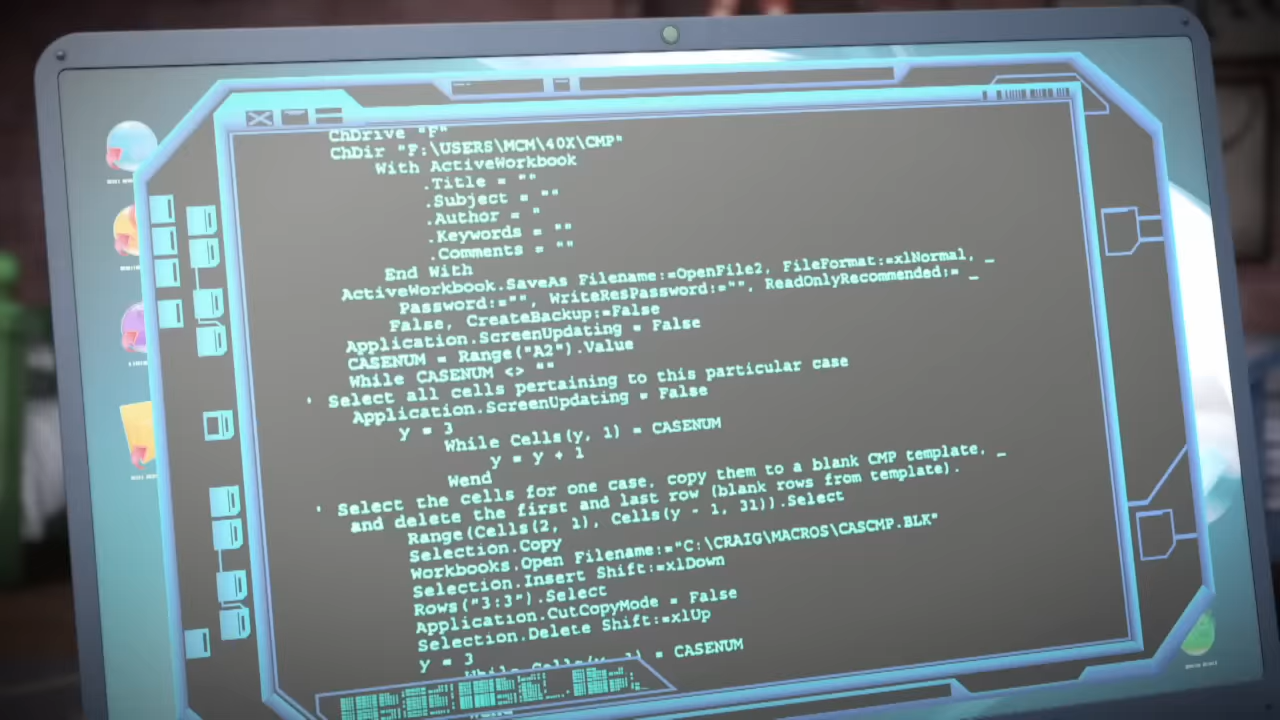 ChDrive "F"
ChDir "F:\USERS\MCM\40X\CMP"
With ActiveWorkbook
.Title = ""
.Subject = ""
.Author = "
.Keywords = ""
.Comments = ""
End With
ActiveWorkbook.SaveAs Filename:=OpenFile2, FileFormat:=xlNormal, _
Password:="", WriteResPassword:="", ReadOnlyRecommended:= _
False, CreateBackup:=False
Application.ScreenUpdating = False
CASENUM = Range("A2").Value
While CASENUM <> ""
' Select all cells pertaining to this particular case
Application.ScreenUpdating = False
y = 3
While Cells(y, 1) = CASENUM
y = y + 1
Wend
' Select the cells for one case, copy them to a blank CMP template, _
and delete the first and last row (blank rows from template).
Range(Cells(2, 1), Cells(y - 1, 31)).Select
Selection.Copy
Workbooks.Open Filename:="C:\CRAIG\MACROS\CASCMP.BLK"
Selection.Insert Shift:=xlDown
Rows("3:3").Select
Application.CutCopyMode = False
Selection.Delete Shift:=xlUp
y = 3
While Cells(y, 1) = CASENUM